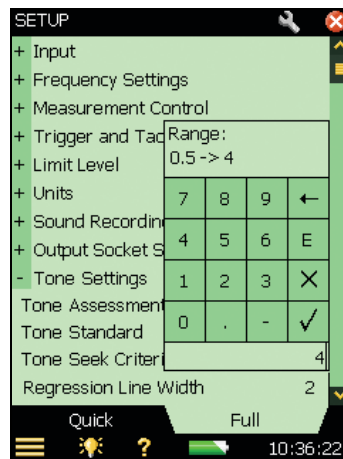 SETUP
+ Input
+ Frequency Settings
+ Measurement Control
+ Trigger and Tac
+ Limit Level
+ Units
+ Sound Recordin
+ Output Socket S
- Tone Settings
Tone Assessment
Tone Standard
Tone Seek Criteri
Regression Line Width 2
Range:
0.5 -> 4
7 8 9 ←
4 5 6 E
1 2 3 X
0 . - √
4
Quick Full
? 10:36:22